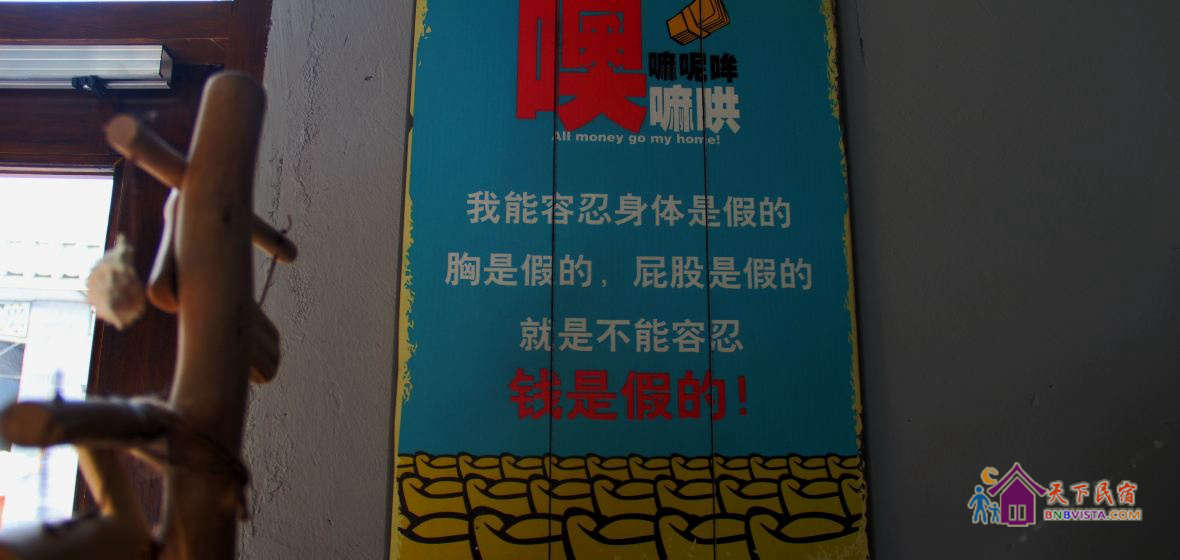 噢
嘛呢哞
嘛哄
All money go my home!
我能容忍身体是假的
胸是假的,屁股是假的
就是不能容忍
钱是假的!
天下民宿
BNBVISTA.COM